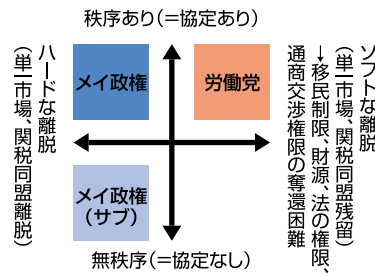 秩序あり(=協定あり)
ハードな離脱
(単一市場、関税同盟離脱)
メイ政権
労働党
ソフトな離脱
(単一市場、関税同盟残留)
→移民制限、財源、法の権限、
通商交渉権限の奪還困難
メイ政権
(サブ)
無秩序(=協定なし)